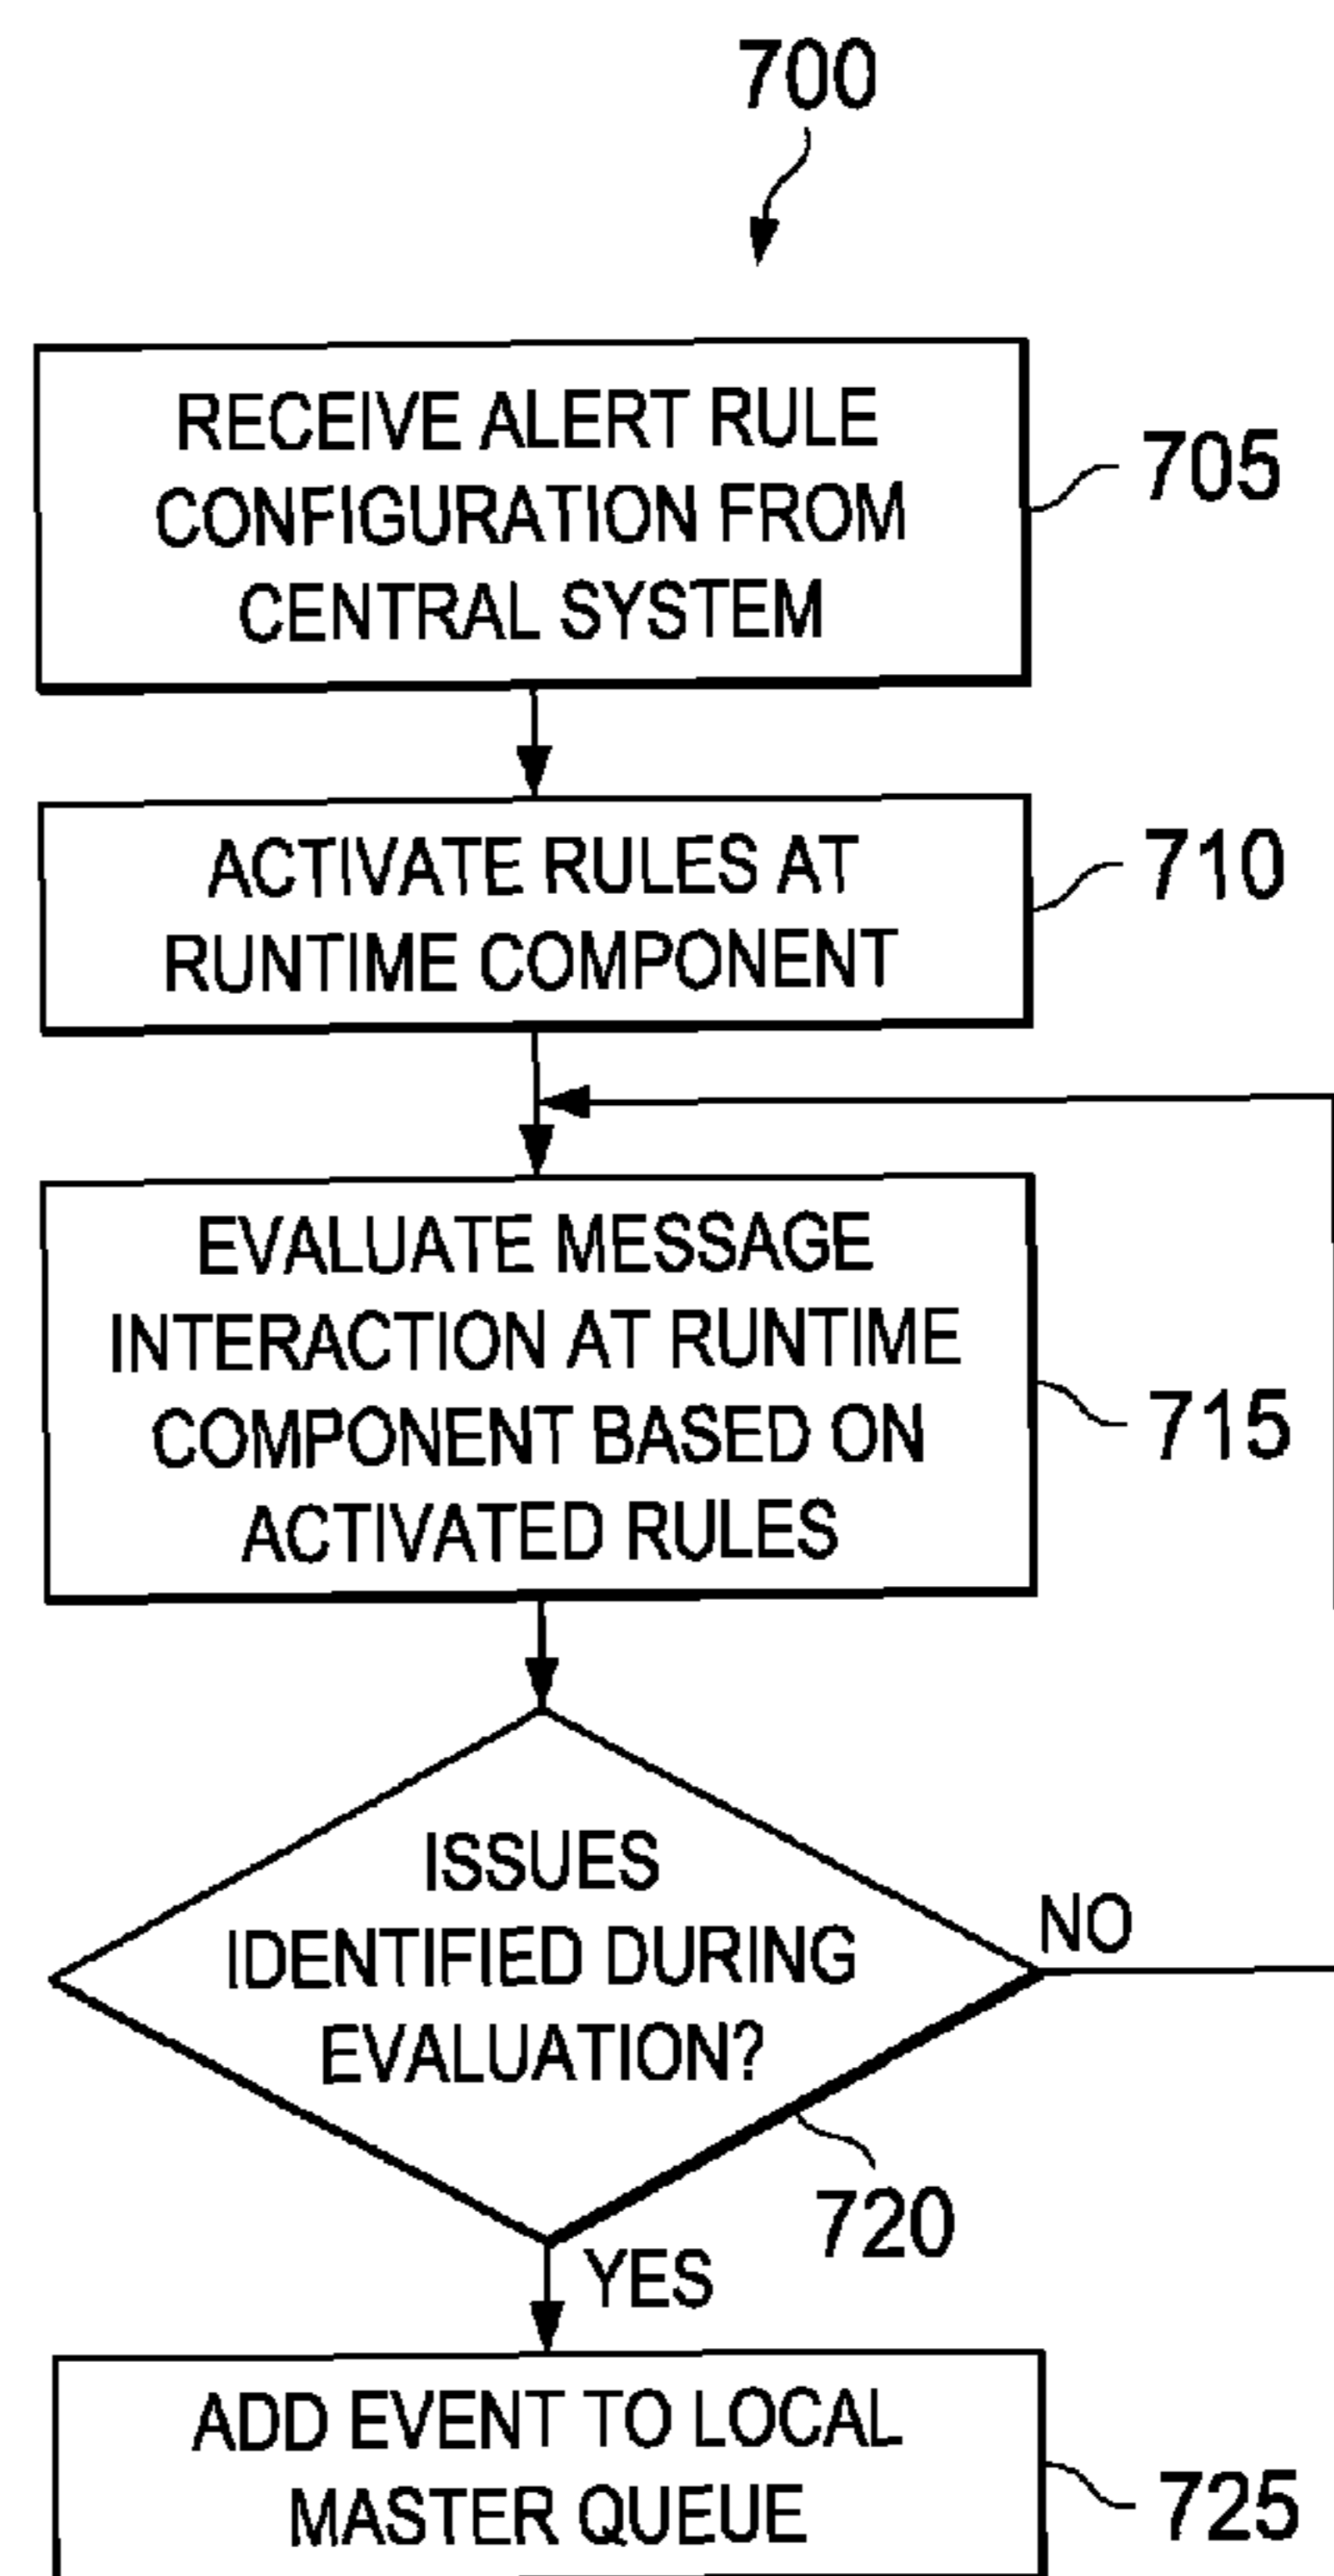 700
RECEIVE ALERT RULE
CONFIGURATION FROM
CENTRAL SYSTEM
705
ACTIVATE RULES AT
RUNTIME COMPONENT
710
EVALUATE MESSAGE
INTERACTION AT RUNTIME
COMPONENT BASED ON
ACTIVATED RULES
715
ISSUES
IDENTIFIED DURING
EVALUATION?
NO
720
YES
ADD EVENT TO LOCAL
MASTER QUEUE
725